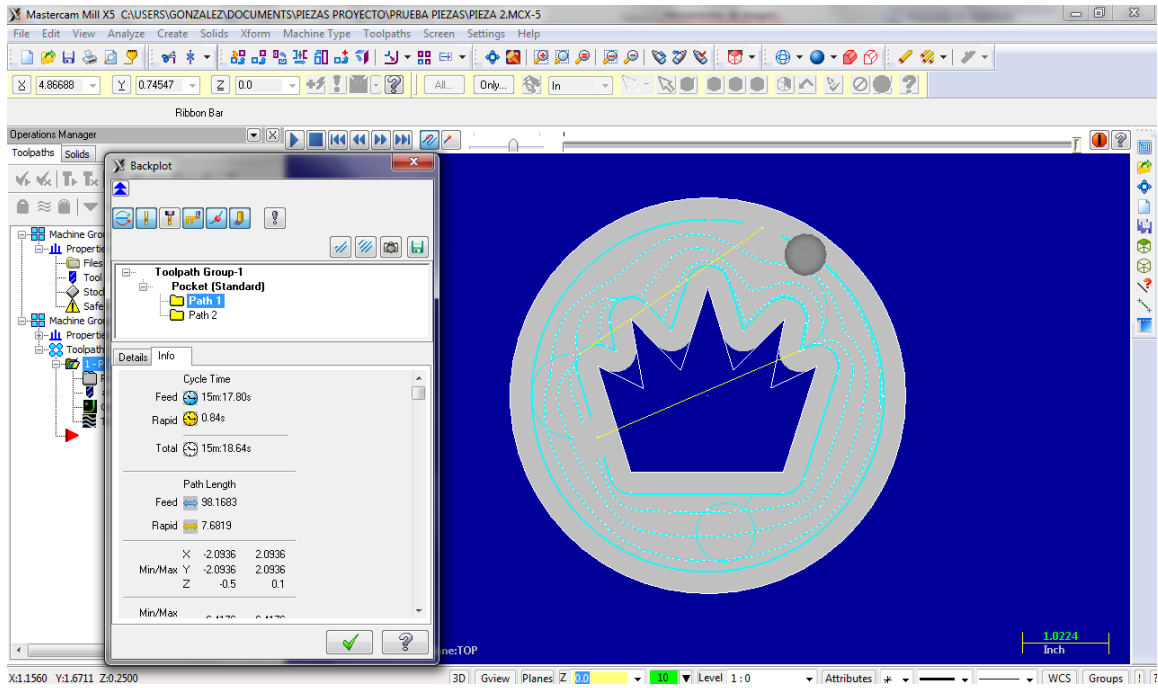 Mastercam Mill X5 C:\USERS\GONZALEZ\DOCUMENTS\PIEZAS PROYECTO\PRUEBA PIEZAS\PIEZA 2.MCX-5
File Edit View Analyze Create Solids Xform Machine Type Toolpaths Screen Settings Help
X 4.86688 Y 0.74547 Z 0.0 All... Only... In
Ribbon Bar
Operations Manager
Toolpaths Solids
Machine Grou
Propertie
Files
Tool
Stoc
Safe
Machine Grou
Propertie
Toolpath
1 - P
Backplot
Toolpath Group-1
Pocket (Standard)
Path 1
Path 2
Details Info
Cycle Time
Feed 15m:17.80s
Rapid 0.84s
Total 15m:18.64s
Path Length
Feed 98.1683
Rapid 7.6819
X -2.0936 2.0936
Min/Max Y -2.0936 2.0936
Z -0.5 0.1
Min/Max
ne:TOP
1.0224
Inch
X:1.1560 Y:1.6711 Z:0.2500
3D Gview Planes Z 0.0 10 Level 1 : 0 Attributes WCS Groups ! ?